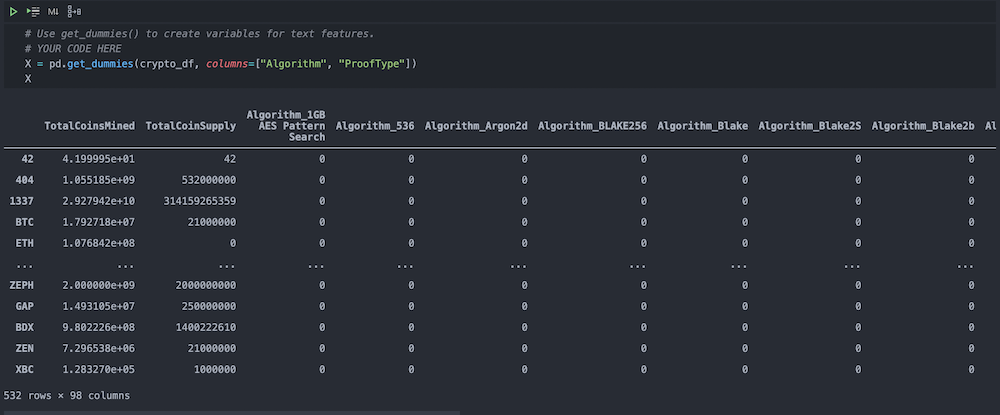 M↓
# Use get_dummies() to create variables for text features.
# YOUR CODE HERE
X = pd.get_dummies(crypto_df, columns=["Algorithm", "ProofType"])
X
TotalCoinsMined TotalCoinSupply Algorithm_1GB AES Pattern Search Algorithm_536 Algorithm_Argon2d Algorithm_BLAKE256 Algorithm_Blake Algorithm_Blake2S Algorithm_Blake2b Al
42 4.199995e+01 42 0 0 0 0 0 0 0
404 1.055185e+09 532000000 0 0 0 0 0 0 0
1337 2.927942e+10 314159265359 0 0 0 0 0 0 0
BTC 1.792718e+07 21000000 0 0 0 0 0 0 0
ETH 1.076842e+08 0 0 0 0 0 0 0 0
... ... ... ... ... ... ... ... ... ...
ZEPH 2.000000e+09 2000000000 0 0 0 0 0 0 0
GAP 1.493105e+07 250000000 0 0 0 0 0 0 0
BDX 9.802226e+08 1400222610 0 0 0 0 0 0 0
ZEN 7.296538e+06 21000000 0 0 0 0 0 0 0
XBC 1.283270e+05 1000000 0 0 0 0 0 0 0
532 rows × 98 columns